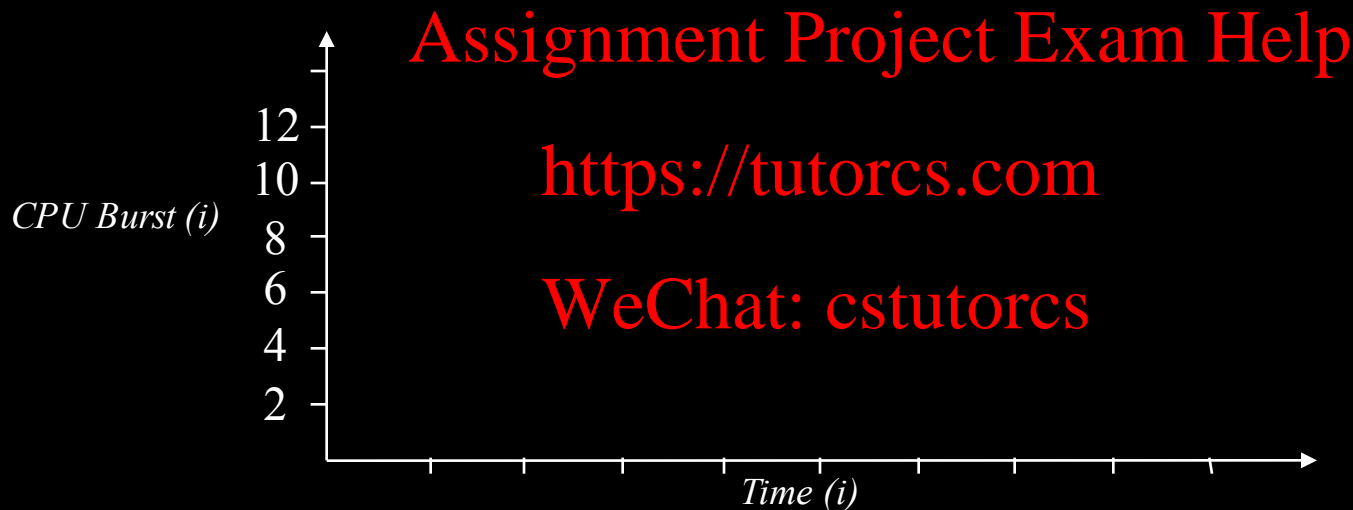 Assignment Project Exam Help
12
https://tutorcs.com
10
CPU Burst (i)
8
6
WeChat: cstutorcs
4
2
Time (i)